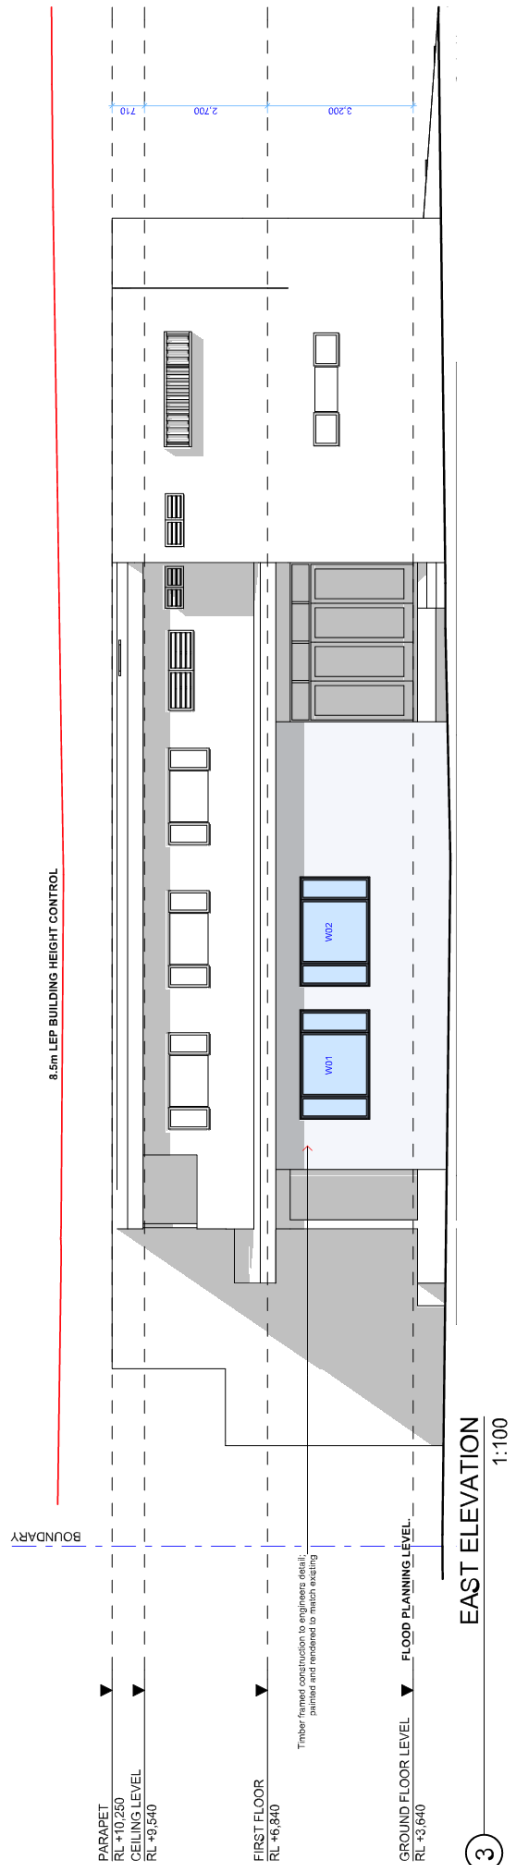 8.5m LEP BUILDING HEIGHT CONTROL
BOUNDARY
710
2,700
3,200
PARAPET
RL +10,250
CEILING LEVEL
RL +9,540
FIRST FLOOR
RL +6,840
GROUND FLOOR LEVEL
RL +3,640
FLOOD PLANNING LEVEL.
Timber framed construction to engineers detail;
painted and rendered to match existing
W01
W02
3
EAST ELEVATION
1:100